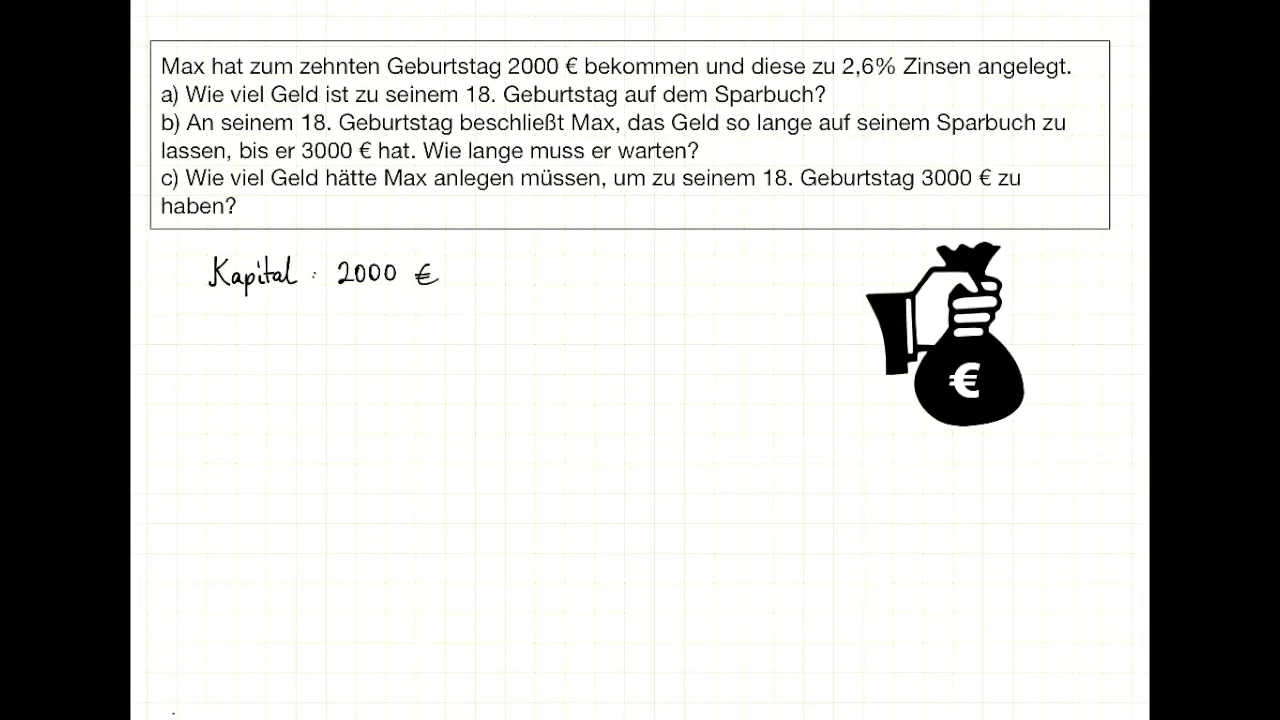 Max hat zum zehnten Geburtstag 2000 € bekommen und diese zu 2,6% Zinsen angelegt.
a) Wie viel Geld ist zu seinem 18. Geburtstag auf dem Sparbuch?
b) An seinem 18. Geburtstag beschließt Max, das Geld so lange auf seinem Sparbuch zu
lassen, bis er 3000 € hat. Wie lange muss er warten?
c) Wie viel Geld hätte Max anlegen müssen, um zu seinem 18. Geburtstag 3000 € zu
haben?
Kapital : 2000 €
€